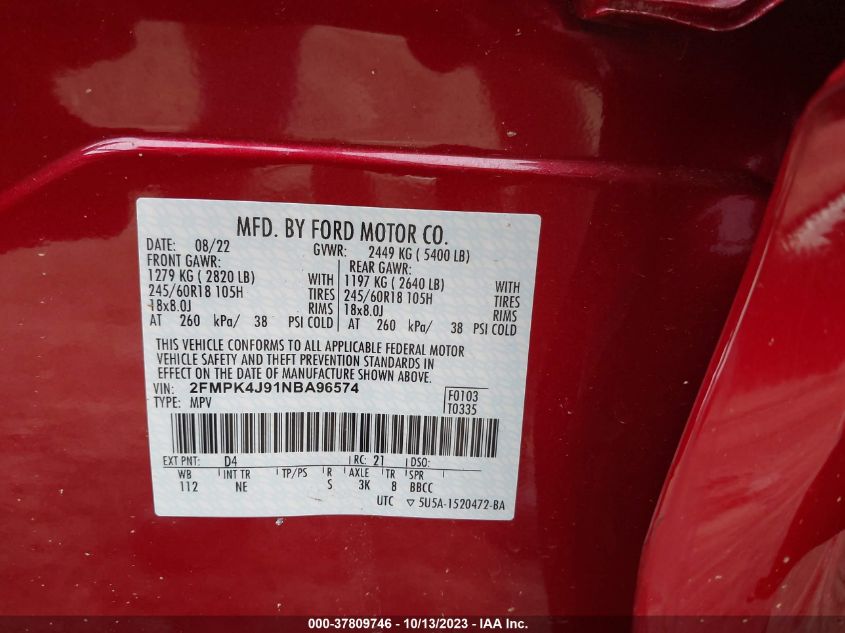 MFD. BY FORD MOTOR CO.
DATE: 08/22 GVWR: 2449 KG ( 5400 LB)
FRONT GAWR: REAR GAWR:
1279 KG ( 2820 LB) WITH 1197 KG ( 2640 LB) WITH
245/60R18 105H TIRES 245/60R18 105H TIRES
18x8.0J RIMS 18x8.0J RIMS
AT 260 kPa/ 38 PSI COLD AT 260 kPa/ 38 PSI COLD
THIS VEHICLE CONFORMS TO ALL APPLICABLE FEDERAL MOTOR
VEHICLE SAFETY AND THEFT PREVENTION STANDARDS IN
EFFECT ON THE DATE OF MANUFACTURE SHOWN ABOVE.
VIN: 2FMPK4J91NBA96574
TYPE: MPV
F0103
T0335
EXT PNT: D4 RC: 21 DSO:
WB INT TR TP/PS R AXLE TR SPR
112 NE S 3K 8 BBCC
UTC ▽ 5U5A-1520472-BA
000-37809746 - 10/13/2023 - IAA Inc.